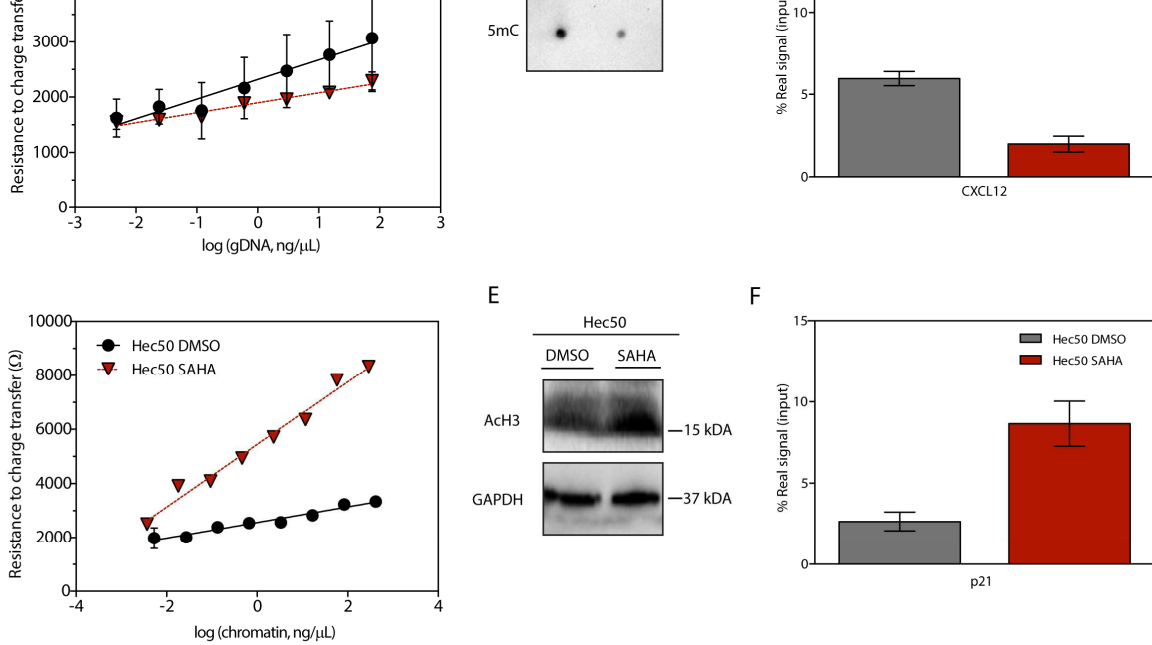 Resistance to charge transfe
3000
2000
1000
0
-3
-2
-1
0
1
2
3
log (gDNA, ng/μL)
5mC
% Real signal (inpu
10
5
0
CXCL12
Resistance to charge transfer (Ω)
10000
8000
6000
4000
2000
0
Hec50 DMSO
Hec50 SAHA
-4
-2
0
2
4
log (chromatin, ng/μL)
E
Hec50
DMSO SAHA
AcH3
15 kDA
GAPDH
37 kDA
F
% Real signal (input)
15
10
5
0
Hec50 DMSO
Hec50 SAHA
p21